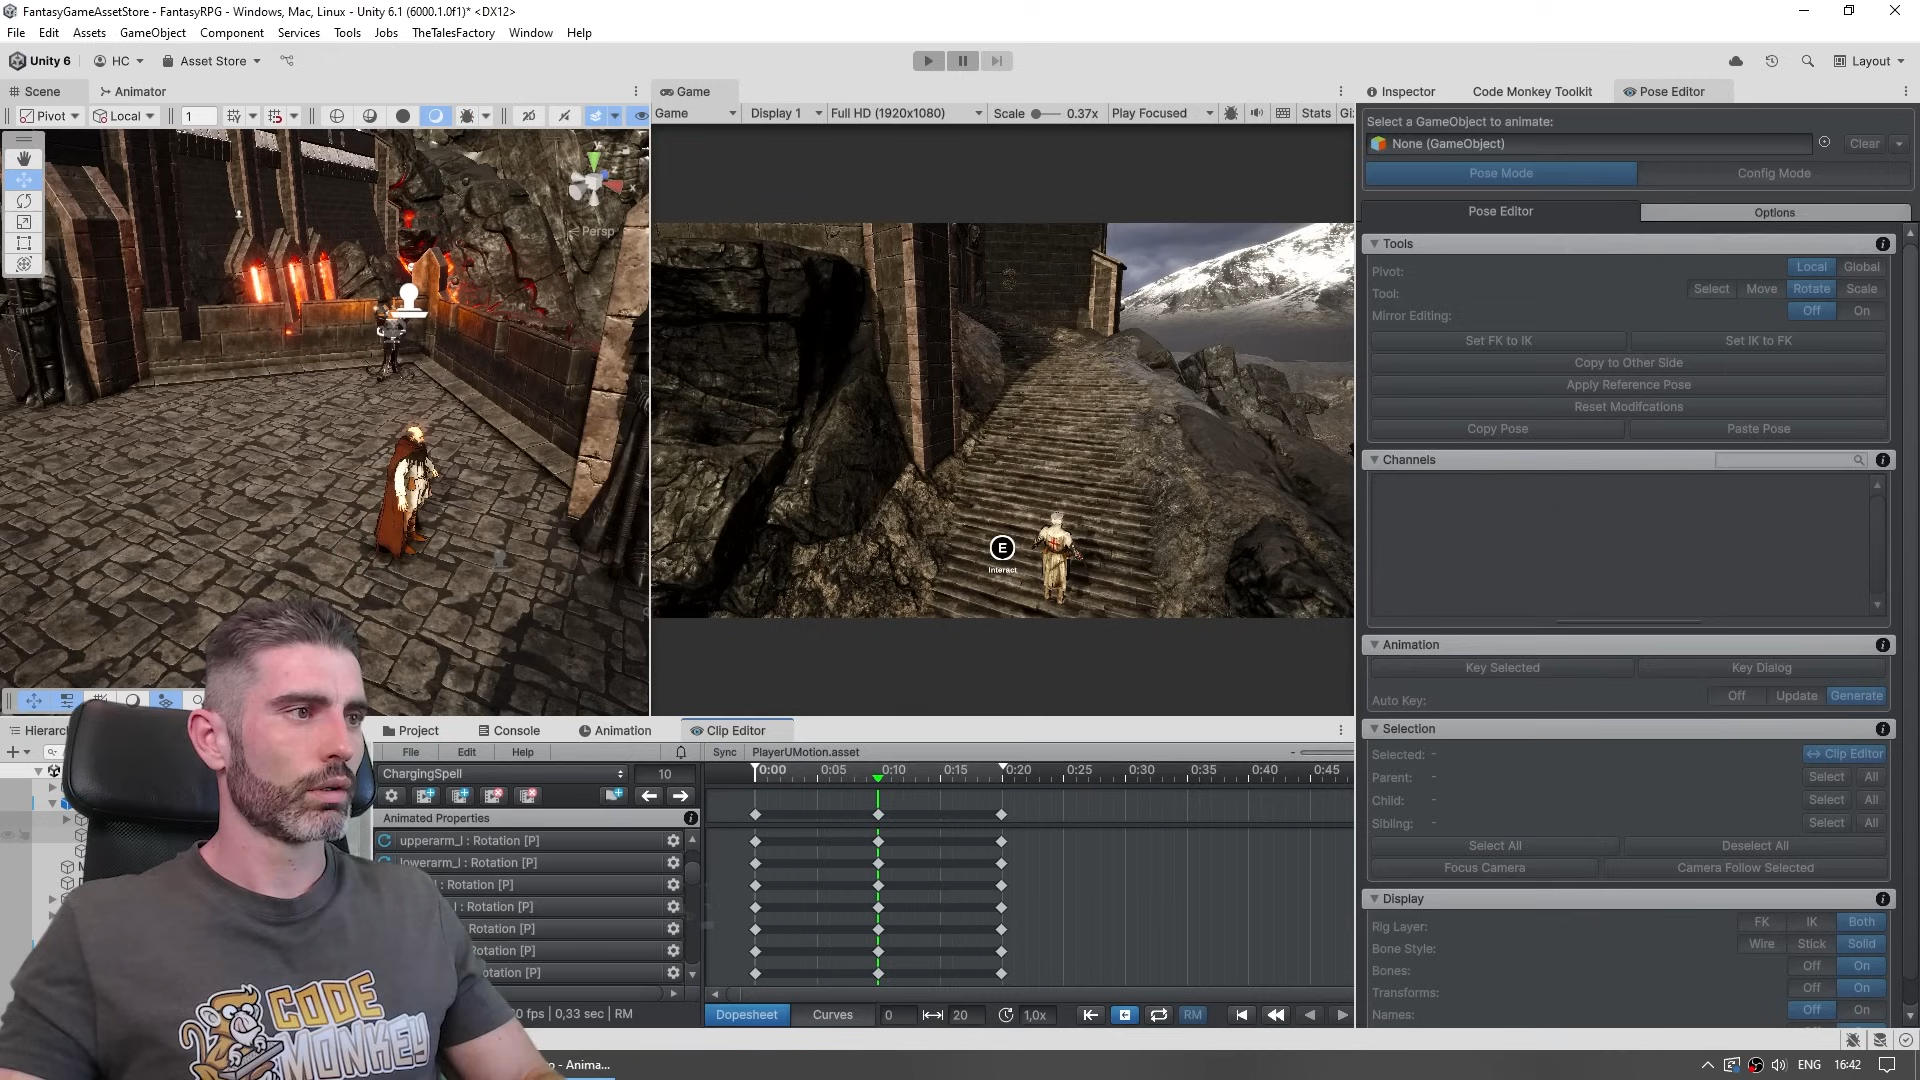 FantasyGameAssetStore - FantasyRPG - Windows, Mac, Linux - Unity 6.1 (6000.1.0f1)* <DX12>
File Edit Assets GameObject Component Services Tools Jobs TheTalesFactory Window Help
Unity 6 HC Asset Store Layout
Scene Animator
Pivot Local 1 2D
Persp
x
Game
Game Display 1 Full HD (1920x1080) Scale 0.37x Play Focused Stats Gi
E
Interact
Inspector Code Monkey Toolkit Pose Editor
Select a GameObject to animate:
None (GameObject) Clear
Pose Mode Config Mode
Pose Editor Options
Tools
Pivot: Local Global
Tool: Select Move Rotate Scale
Mirror Editing: Off On
Set FK to IK Set IK to FK
Copy to Other Side
Apply Reference Pose
Reset Modifcations
Copy Pose Paste Pose
Channels
Animation
Key Selected Key Dialog
Auto Key: Off Update Generate
Selection
Selected: - Clip Editor
Parent: - Select All
Child: - Select All
Sibling: - Select All
Select All Deselect All
Focus Camera Camera Follow Selected
Display
Rig Layer: FK IK Both
Bone Style: Wire Stick Solid
Bones: Off On
Transforms: Off On
Names: Off On
Hierarc Project Console Animation Clip Editor
File Edit Help Sync PlayerUMotion.asset
ChargingSpell 10 0:00 0:05 0:10 0:15 0:20 0:25 0:30 0:35 0:40 0:45
Animated Properties
upperarm_l : Rotation [P]
lowerarm_l : Rotation [P]
l : Rotation [P]
l : Rotation [P]
: Rotation [P]
: Rotation [P]
: Rotation [P]
0 fps | 0,33 sec | RM
Dopesheet Curves 0 20 1,0x RM
CODE
MONKEY
o - Anima...
ENG 16:42